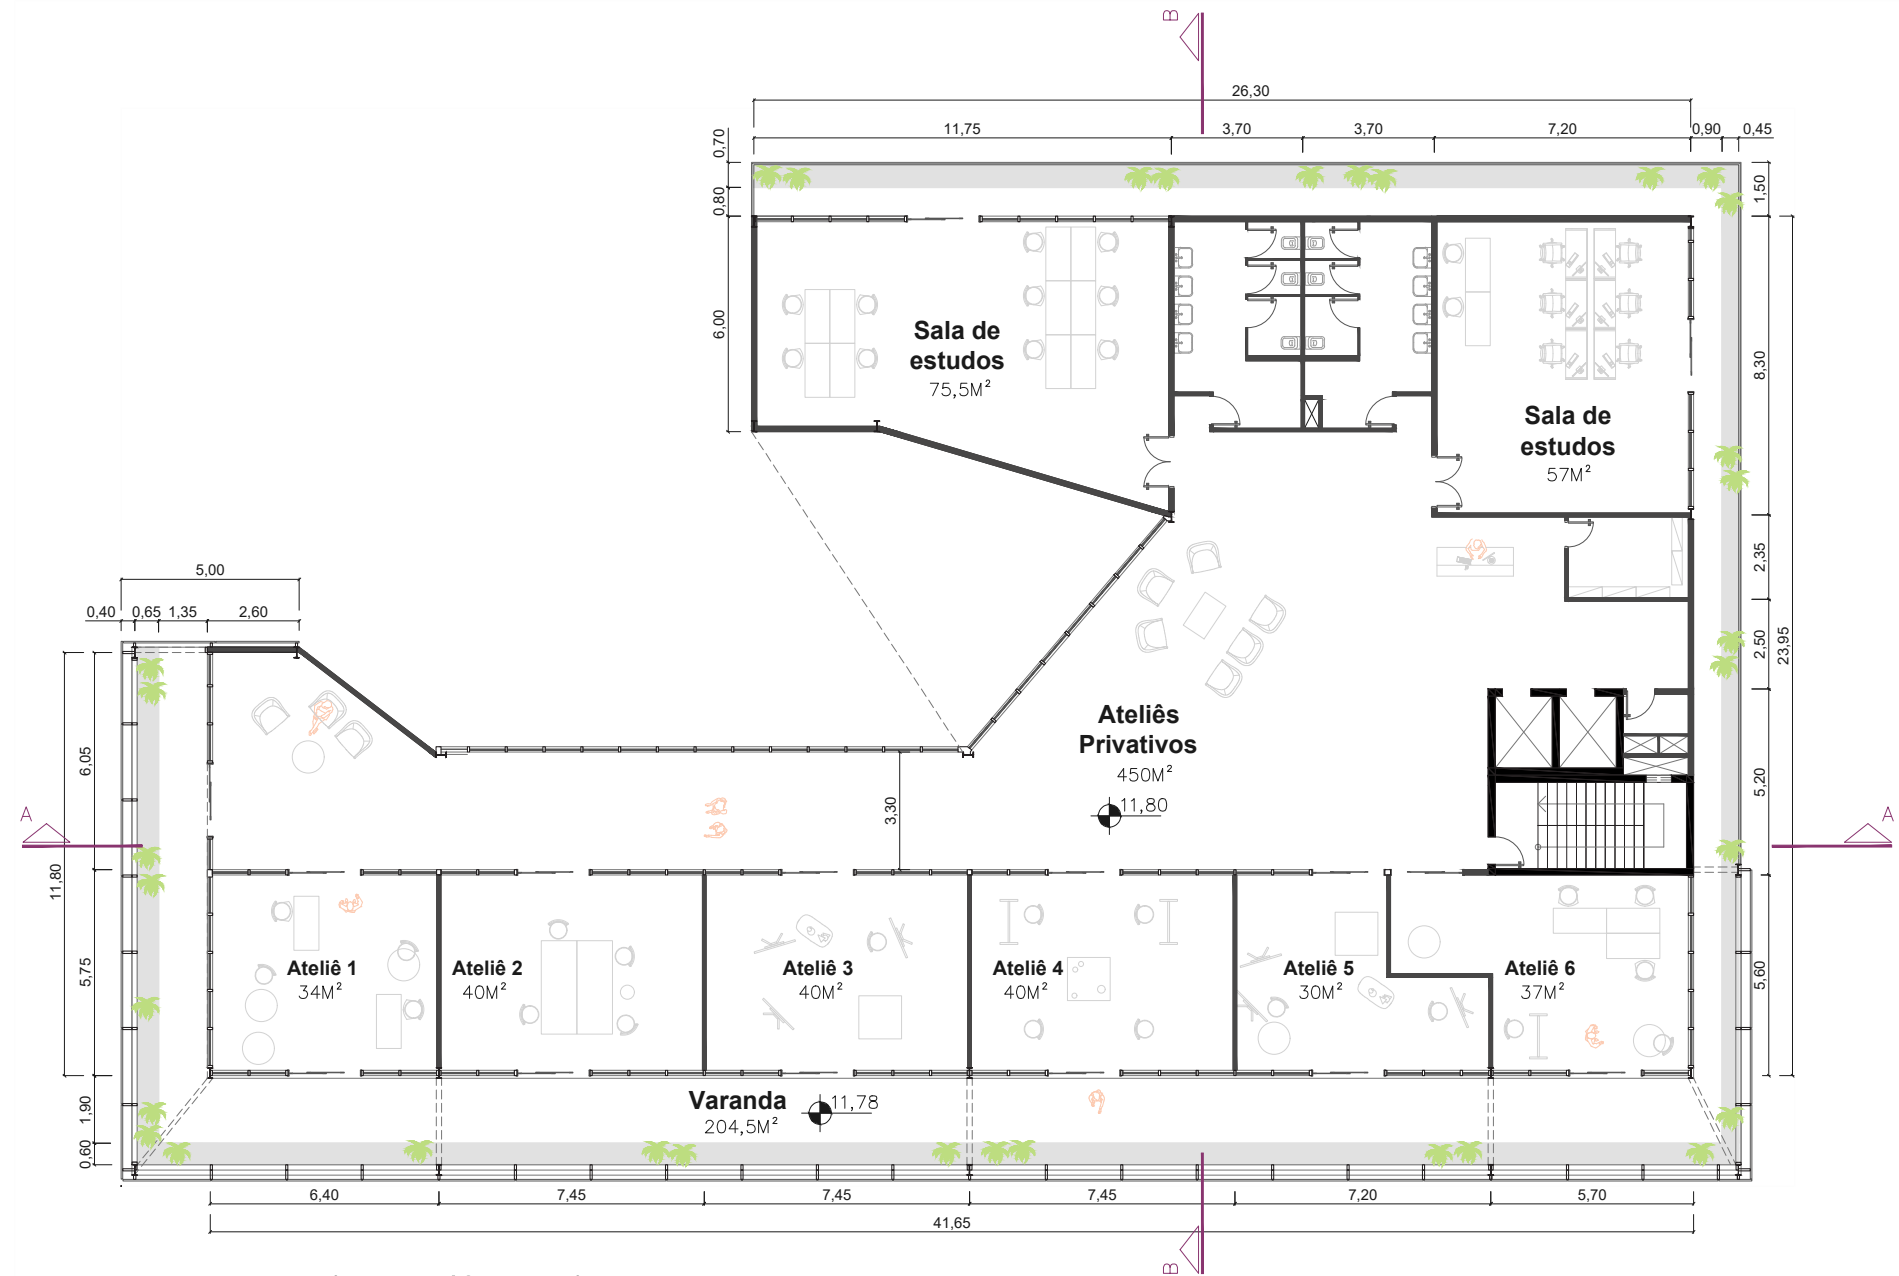 B
26,30
11,75
3,70
3,70
7,20
0,90
0,45
0,70
0,80
6,00
1,50
8,30
2,35
2,50
23,95
5,20
5,60
Sala de
estudos
75,5M²
Sala de
estudos
57M²
5,00
0,40
0,65
1,35
2,60
6,05
11,80
5,75
1,90
0,60
Ateliês
Privativos
450M²
11,80
3,30
A
A
Ateliê 1
34M²
Ateliê 2
40M²
Ateliê 3
40M²
Ateliê 4
40M²
Ateliê 5
30M²
Ateliê 6
37M²
Varanda
204,5M²
11,78
6,40
7,45
7,45
7,45
7,20
5,70
41,65
B